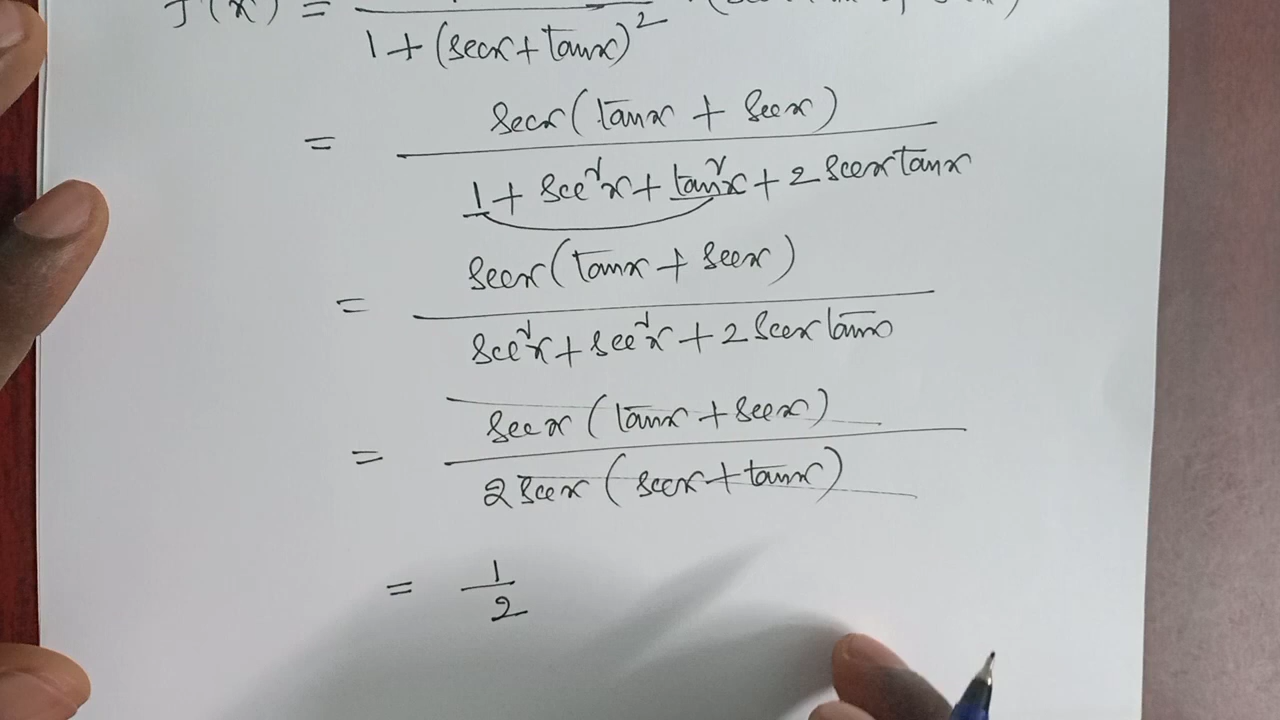 f'(x) =
1 + (secx + tanx)²
= secx(tanx + secx) / 1 + sec²x + tan²x + 2 secx tanx
= secx(tanx + secx) / sec²x + sec²x + 2 secx tanx
= secx (tanx + secx) / 2 secx (secx + tanx)
= 1/2